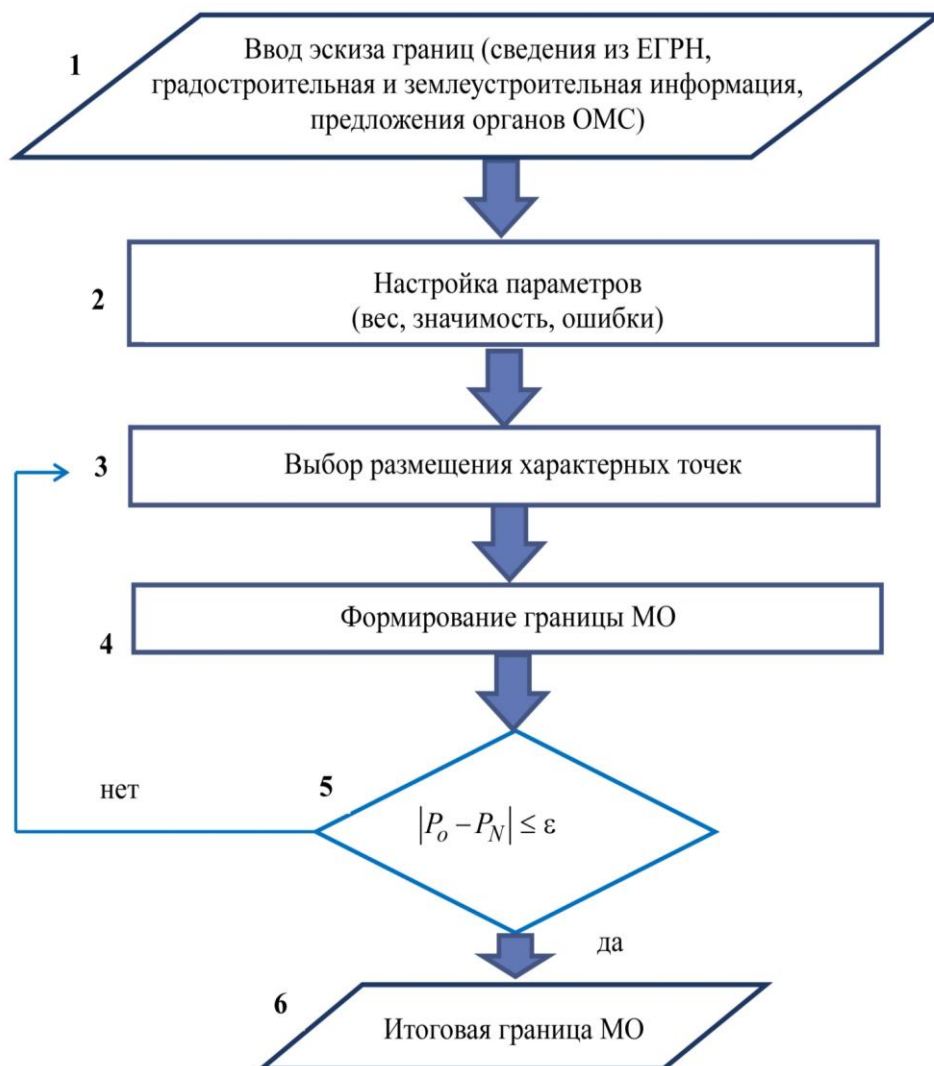 1
Ввод эскиза границ (сведения из ЕГРН,
градостроительная и землеустроительная информация,
предложения органов ОМС)
2
Настройка параметров
(вес, значимость, ошибки)
3
Выбор размещения характерных точек
4
Формирование границы МО
нет
5
|P_o – P_N| ≤ ε
да
6
Итоговая граница МО